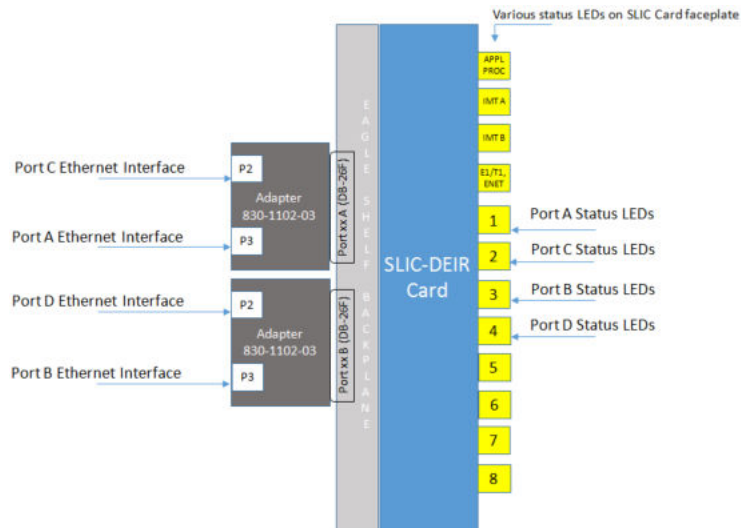 Various status LEDs on SLIC Card faceplate
APPL
PROC
IMT A
IMT B
E1/T1,
ENET
1
2
3
4
5
6
7
8
Port A Status LEDs
Port C Status LEDs
Port B Status LEDs
Port D Status LEDs
SLIC-DEIR
Card
EAGLE SHELF BACKPLANE
Port xx A (DB-26F)
Port xx B (DB-26F)
P2
Adapter
830-1102-03
P3
P2
Adapter
830-1102-03
P3
Port C Ethernet Interface
Port A Ethernet Interface
Port D Ethernet Interface
Port B Ethernet Interface